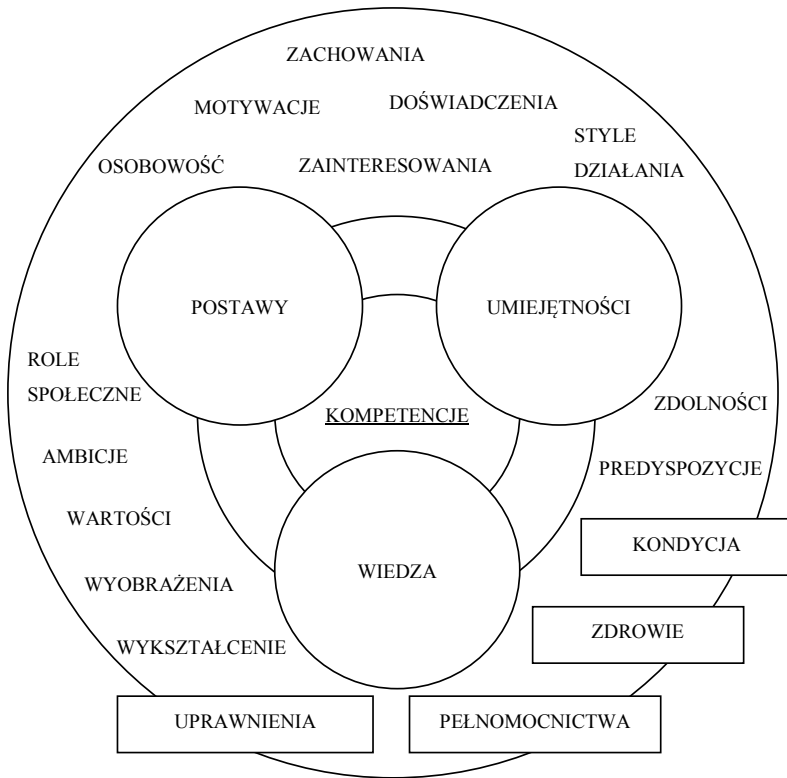 ZACHOWANIA
MOTYWACJE
DOŚWIADCZENIA
STYLE
DZIAŁANIA
OSOBOWOŚĆ
ZAINTERESOWANIA
POSTAWY
UMIEJĘTNOŚCI
ROLE
SPOŁECZNE
KOMPETENCJE
ZDOLNOŚCI
AMBICJE
PREDYSPOZYCJE
WARTOŚCI
KONDYCJA
WIEDZA
WYOBRAŻENIA
ZDROWIE
WYKSZTAŁCENIE
UPRAWNIENIA
PEŁNOMOCNICTWA